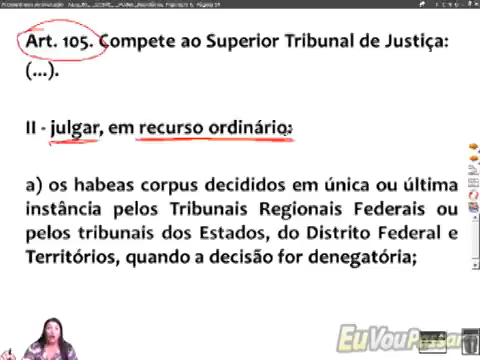 Art. 105. Compete ao Superior Tribunal de Justiça:
(...).
II - julgar, em recurso ordinário:
a) os habeas corpus decididos em única ou última
instância pelos Tribunais Regionais Federais ou
pelos tribunais dos Estados, do Distrito Federal e
Territórios, quando a decisão for denegatória;
EuVouPassar